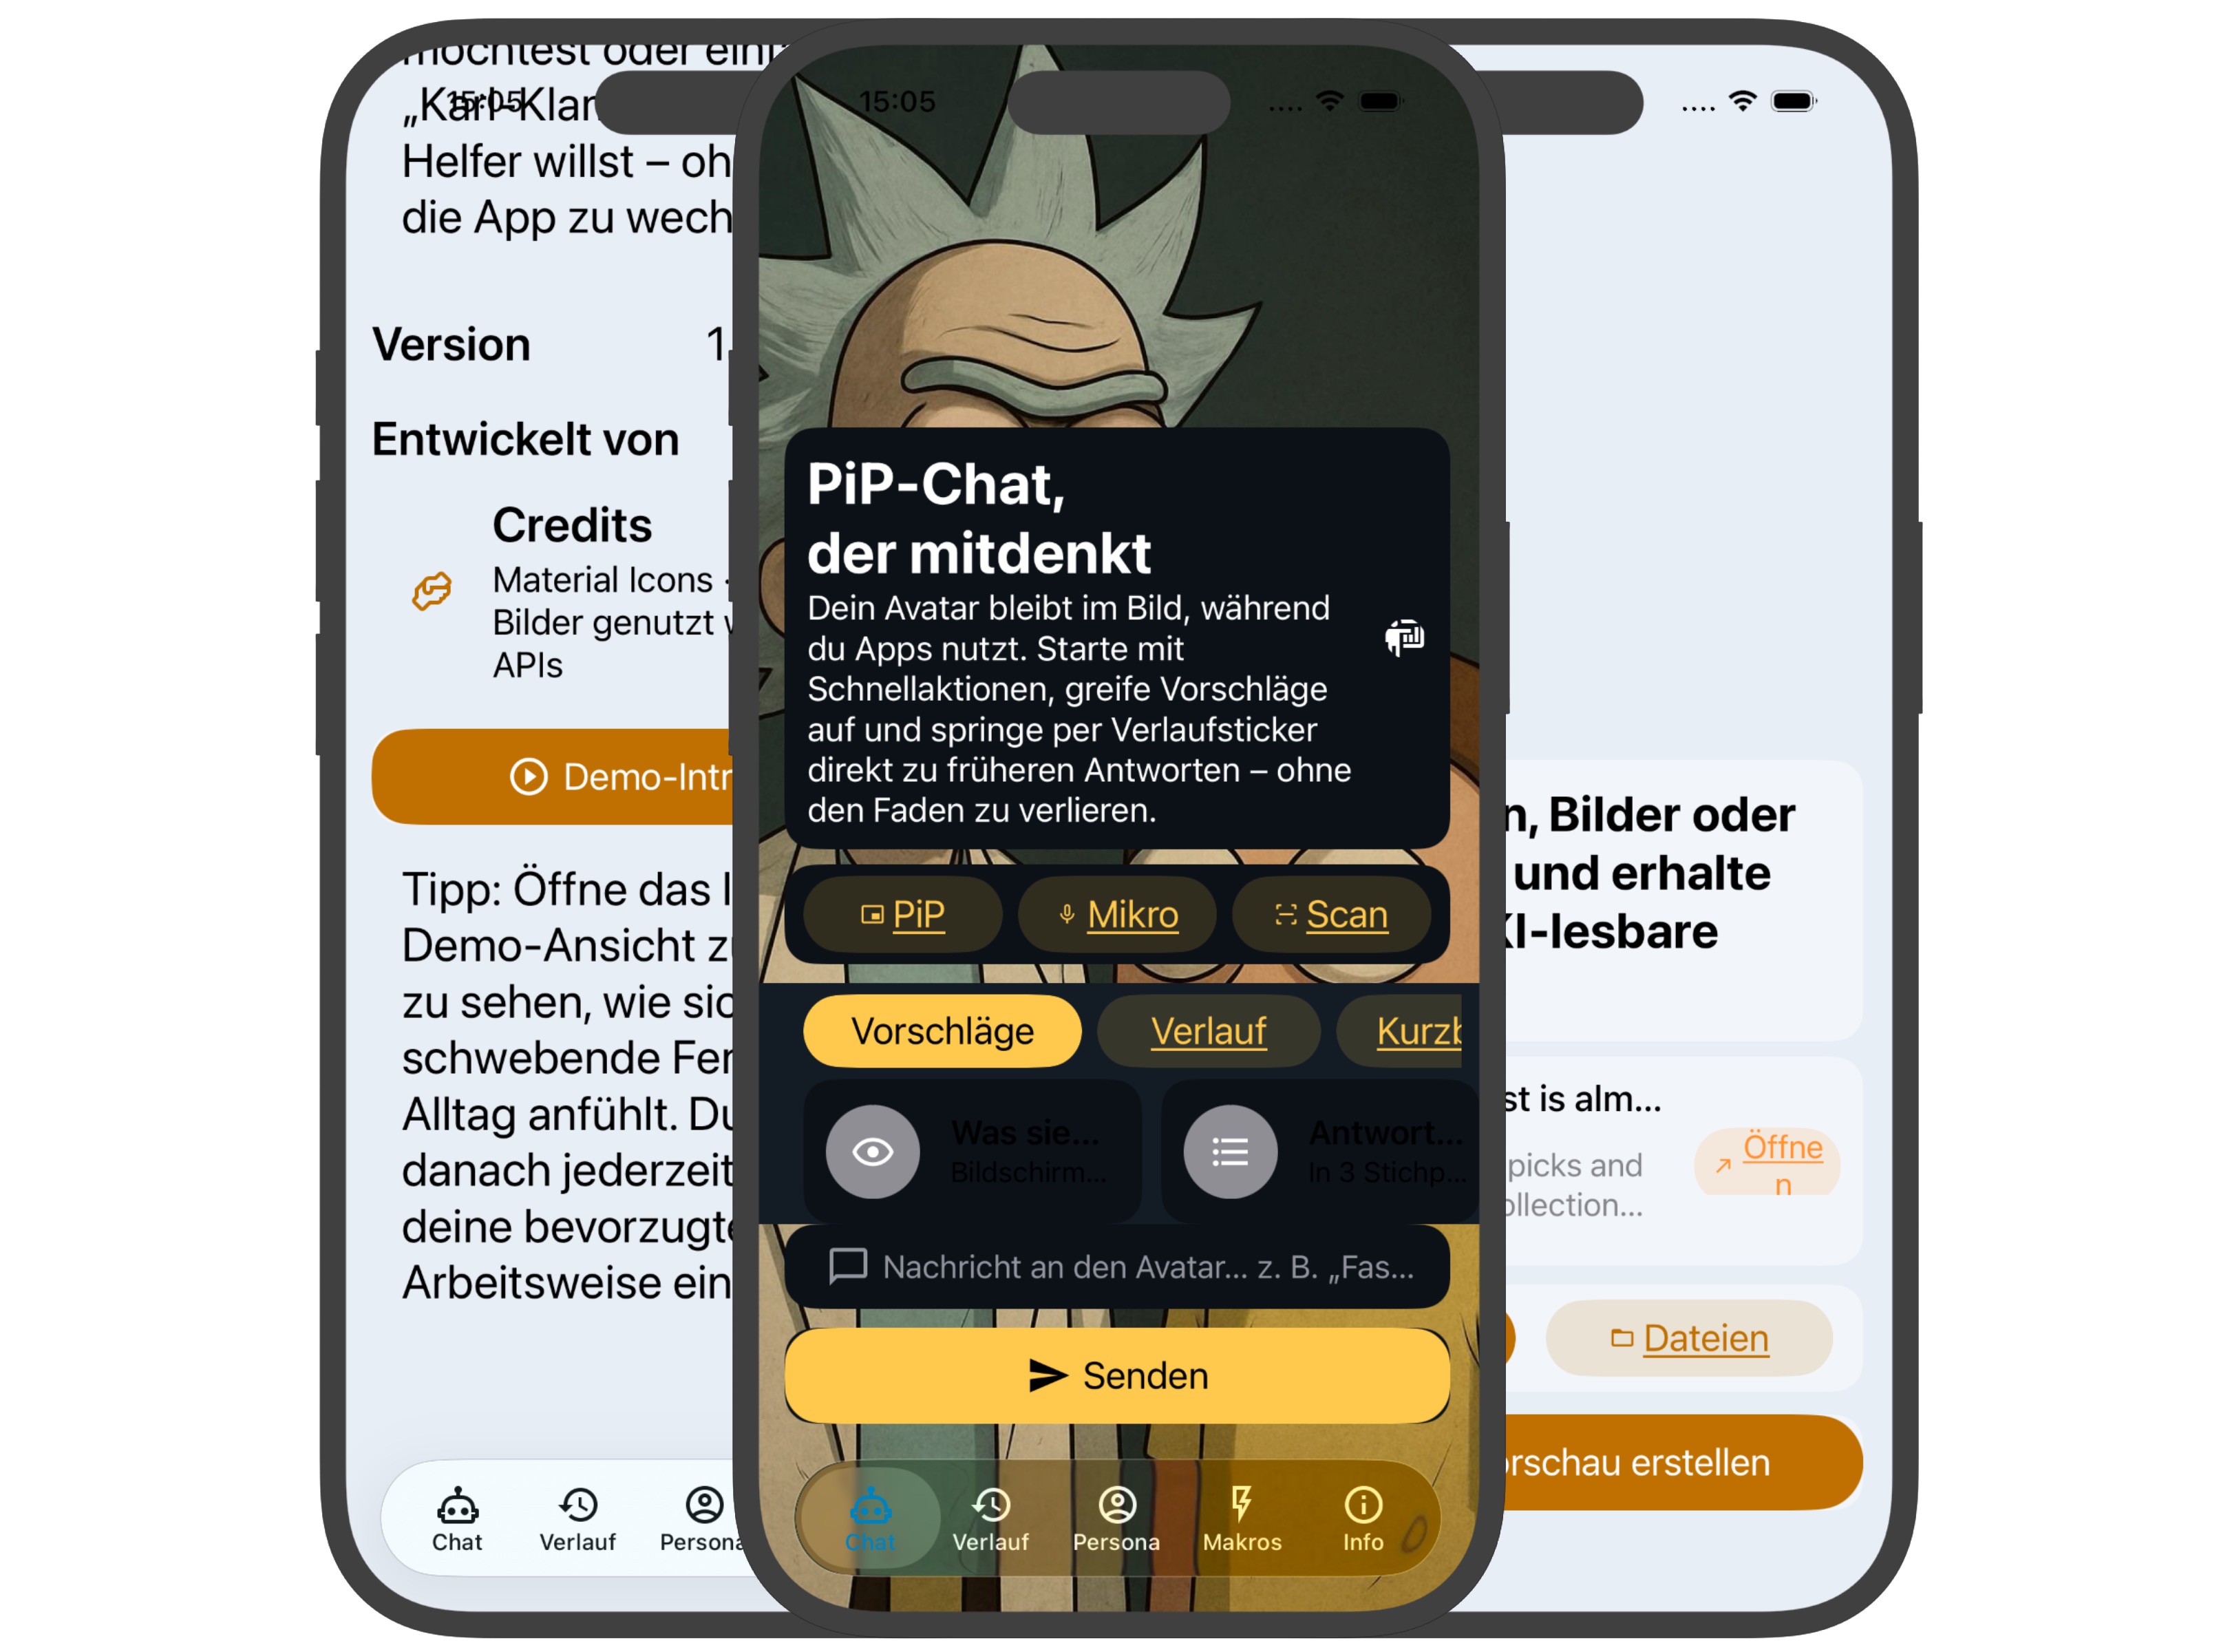 möchtest oder einf
„Karl-Klar
15:05
Helfer willst – oh
die App zu wech
Version 1.
Entwickelt von
Credits
Material Icons ·
Bilder genutzt w
APIs
Demo-Intr
Tipp: Öffne das I
Demo-Ansicht zu
zu sehen, wie sic
schwebende Fen
Alltag anfühlt. Du
danach jederzeit
deine bevorzugte
Arbeitsweise ein
Chat
Verlauf
Persona
15:05
PiP-Chat,
der mitdenkt
Dein Avatar bleibt im Bild, während
du Apps nutzt. Starte mit
Schnellaktionen, greife Vorschläge
auf und springe per Verlaufsticker
direkt zu früheren Antworten – ohne
den Faden zu verlieren.
PiP
Mikro
Scan
Vorschläge
Verlauf
Kurzb
Was sie...
Bildschirm...
Antwort...
In 3 Stichp...
Nachricht an den Avatar... z. B. „Fas...
Senden
Chat
Verlauf
Persona
Makros
Info
n, Bilder oder
und erhalte
KI-lesbare
st is alm...
picks and
ollection...
Öffne
n
Dateien
orschau erstellen